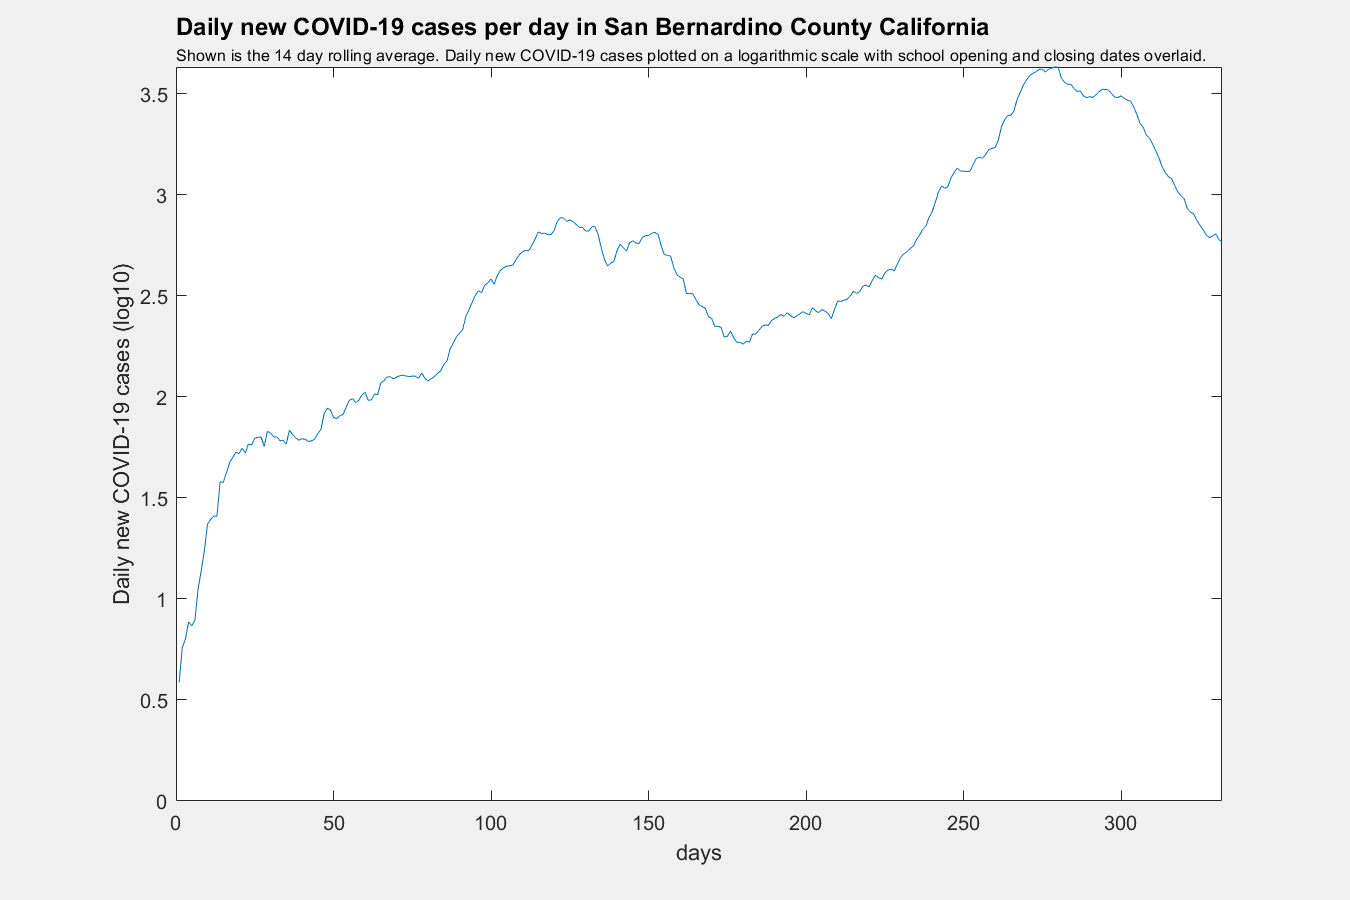 Daily new COVID-19 cases per day in San Bernardino County California
Shown is the 14 day rolling average. Daily new COVID-19 cases plotted on a logarithmic scale with school opening and closing dates overlaid.
Daily new COVID-19 cases (log10)
3.5
3
2.5
2
1.5
1
0.5
0
0 50 100 150 200 250 300
days